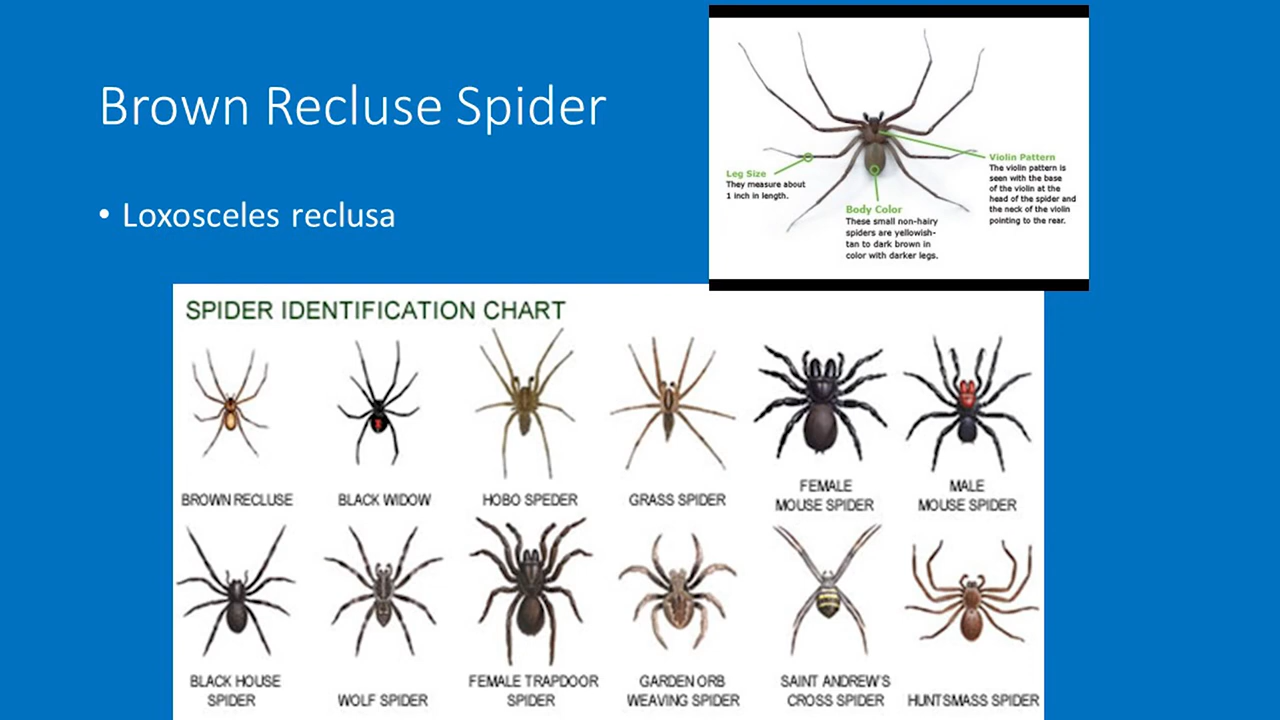 Brown Recluse Spider
• Loxosceles reclusa
Leg Size
They measure about
1 inch in length.
Body Color
These small non-hairy
spiders are yellowish-
tan to dark brown in
color with darker legs.
Violin Pattern
The violin pattern is
seen with the base
of the violin at the
head of the spider and
the neck of the violin
pointing to the rear.
SPIDER IDENTIFICATION CHART
BROWN RECLUSE
BLACK WIDOW
HOBO SPEDER
GRASS SPIDER
FEMALE
MOUSE SPIDER
MALE
MOUSE SPIDER
BLACK HOUSE
SPIDER
WOLF SPIDER
FEMALE TRAPDOOR
SPIDER
GARDEN ORB
WEAVING SPIDER
SAINT ANDREW'S
CROSS SPIDER
HUNTSMASS SPIDER